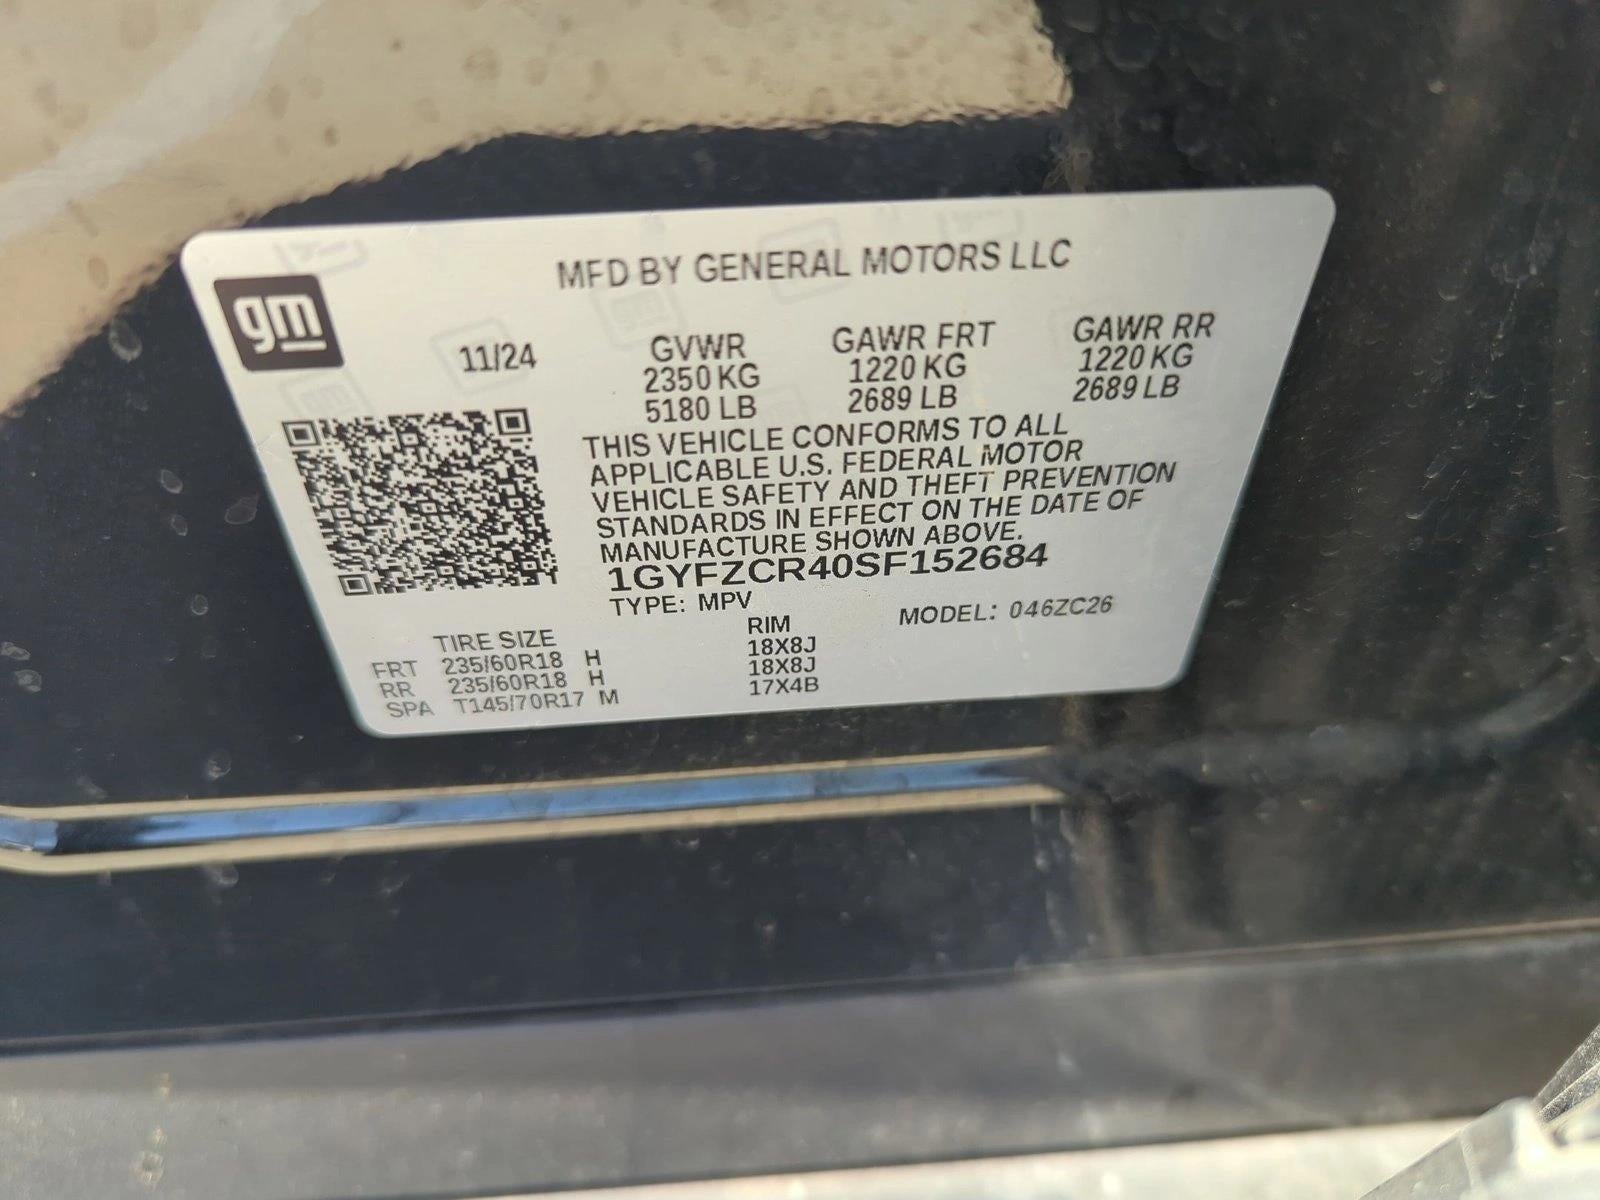 MFD BY GENERAL MOTORS LLC
gm
11/24 GVWR GAWR FRT GAWR RR
2350 KG 1220 KG 1220 KG
5180 LB 2689 LB 2689 LB
THIS VEHICLE CONFORMS TO ALL
APPLICABLE U.S. FEDERAL MOTOR
VEHICLE SAFETY AND THEFT PREVENTION
STANDARDS IN EFFECT ON THE DATE OF
MANUFACTURE SHOWN ABOVE.
1GYFZCR40SF152684
TYPE: MPV MODEL: 046ZC26
TIRE SIZE RIM
FRT 235/60R18 H 18X8J
RR 235/60R18 H 18X8J
SPA T145/70R17 M 17X4B